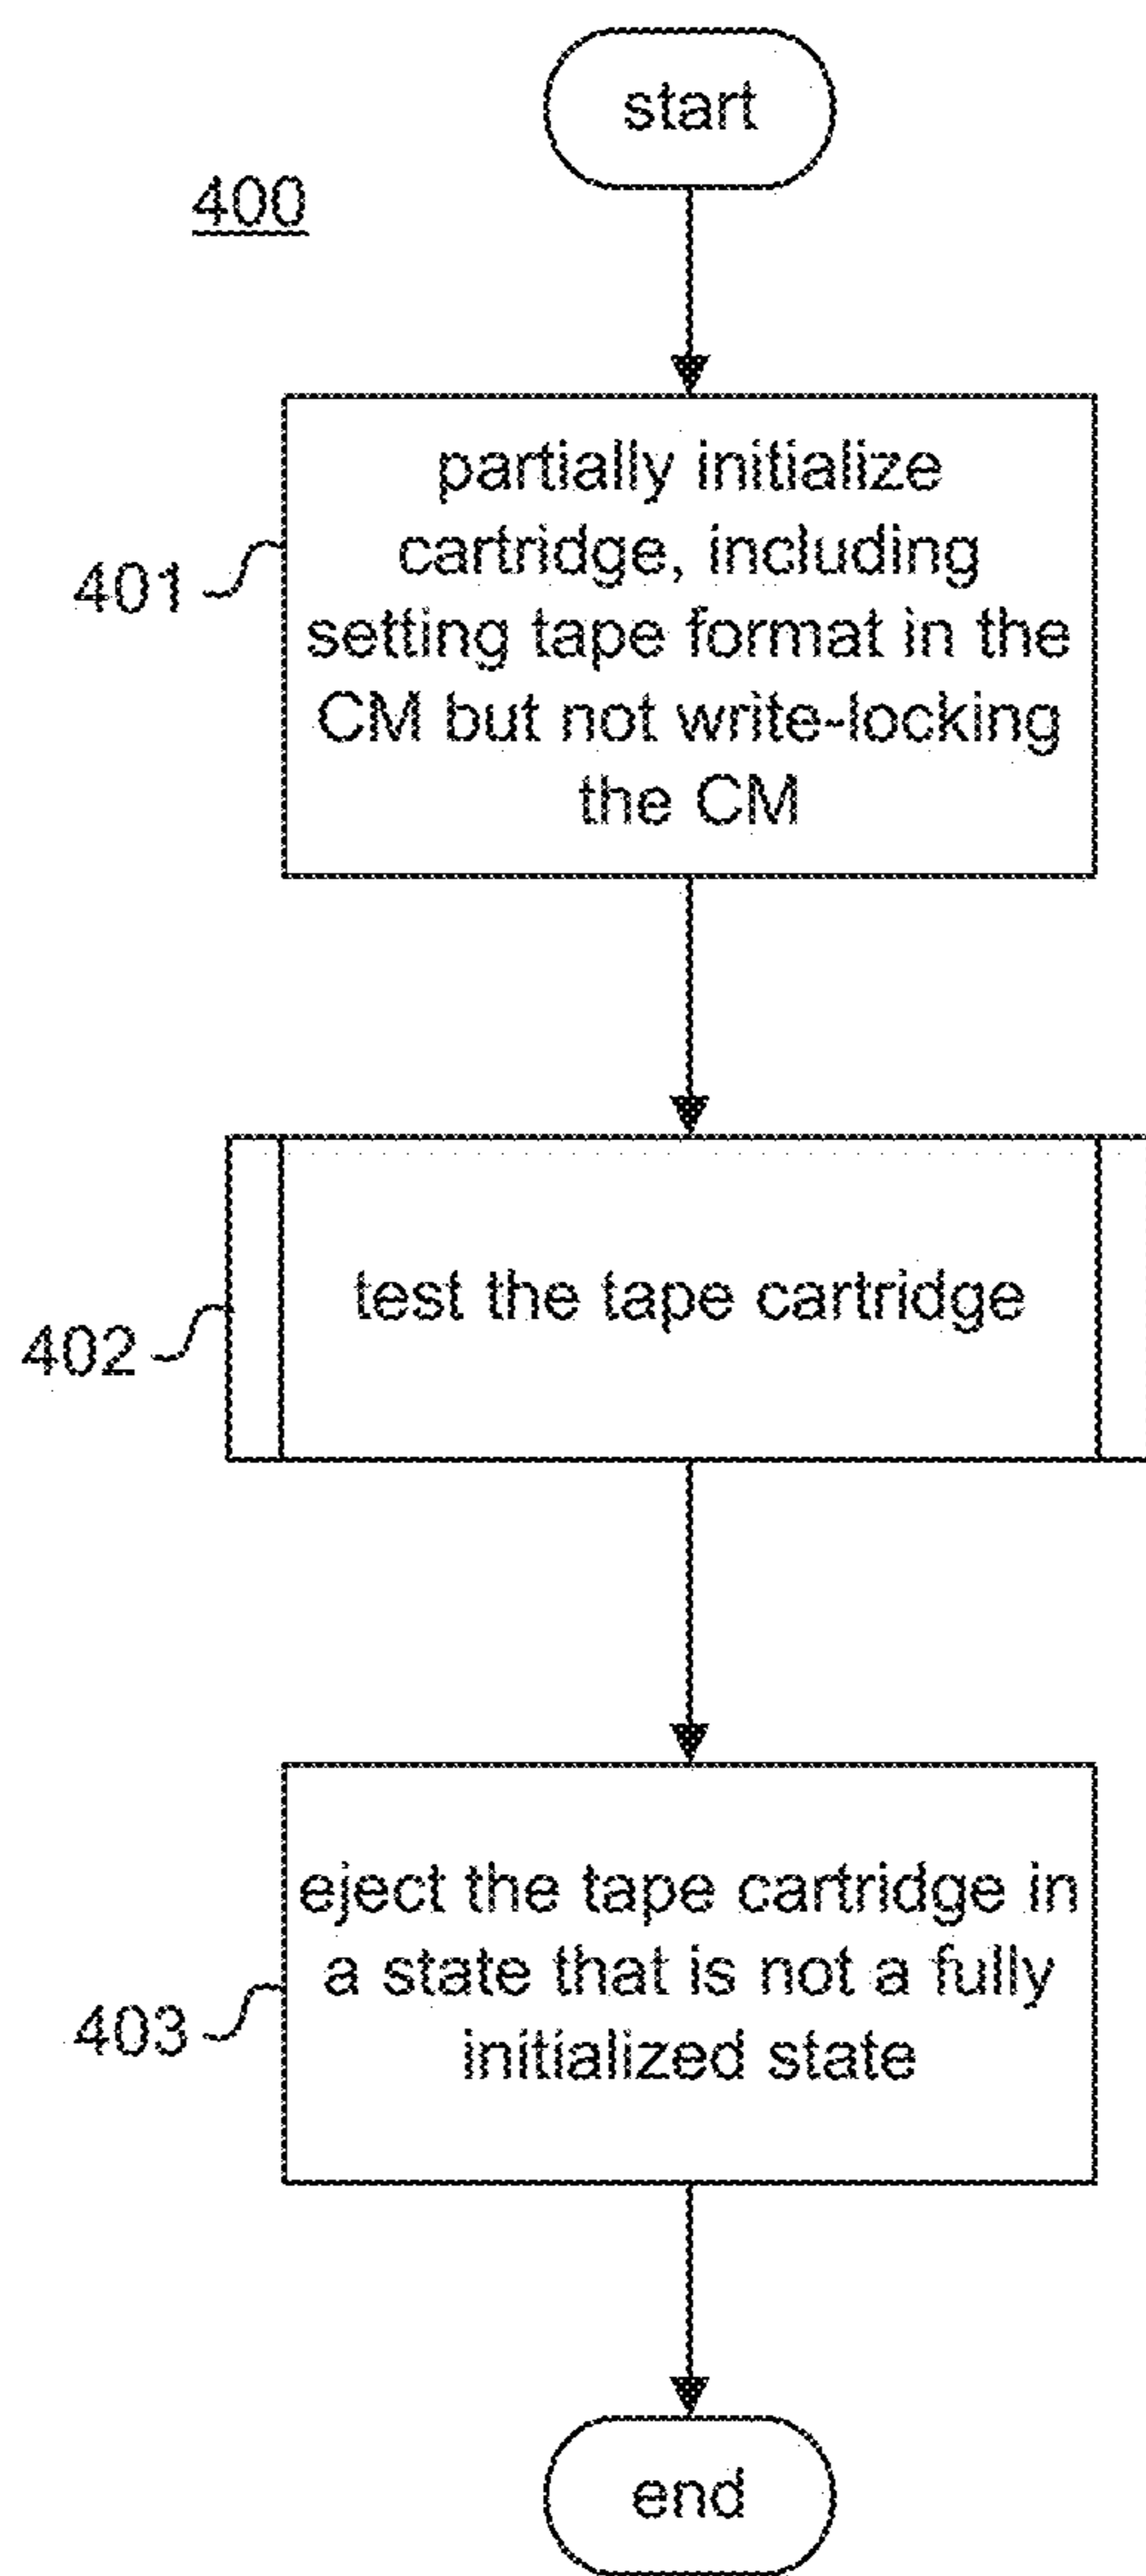 start
400
partially initialize
cartridge, including
setting tape format in the
CM but not write-locking
the CM
401
test the tape cartridge
402
eject the tape cartridge in
a state that is not a fully
initialized state
403
end